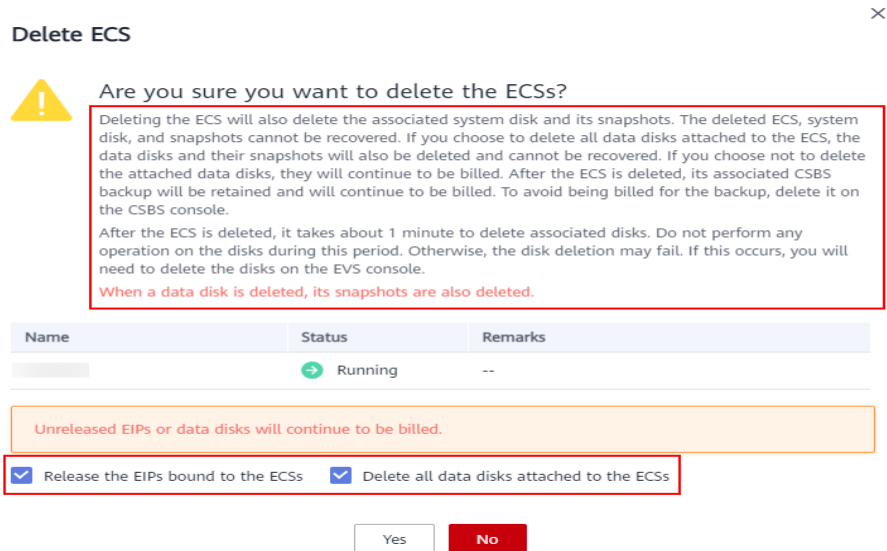 Delete ECS
Are you sure you want to delete the ECSs?
Deleting the ECS will also delete the associated system disk and its snapshots. The deleted ECS, system
disk, and snapshots cannot be recovered. If you choose to delete all data disks attached to the ECS, the
data disks and their snapshots will also be deleted and cannot be recovered. If you choose not to delete
the attached data disks, they will continue to be billed. After the ECS is deleted, its associated CSBS
backup will be retained and will continue to be billed. To avoid being billed for the backup, delete it on
the CSBS console.
After the ECS is deleted, it takes about 1 minute to delete associated disks. Do not perform any
operation on the disks during this period. Otherwise, the disk deletion may fail. If this occurs, you will
need to delete the disks on the EVS console.
When a data disk is deleted, its snapshots are also deleted.
Name Status Remarks
Running --
Unreleased EIPs or data disks will continue to be billed.
Release the EIPs bound to the ECSs Delete all data disks attached to the ECSs
Yes No